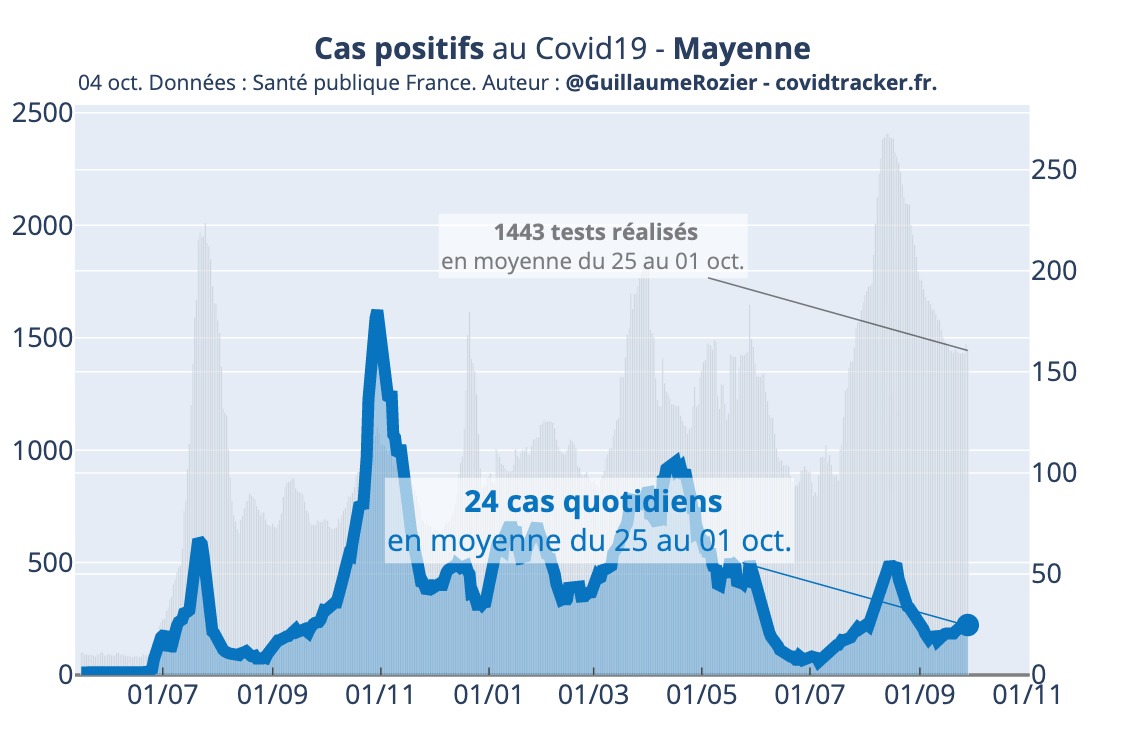 Cas positifs au Covid19 - Mayenne
04 oct. Données : Santé publique France. Auteur : @GuillaumeRozier - covidtracker.fr.
2500
2000
1500
1000
500
0
250
200
150
100
50
0
1443 tests réalisés
en moyenne du 25 au 01 oct.
24 cas quotidiens
en moyenne du 25 au 01 oct.
01/07 01/09 01/11 01/01 01/03 01/05 01/07 01/09 01/11